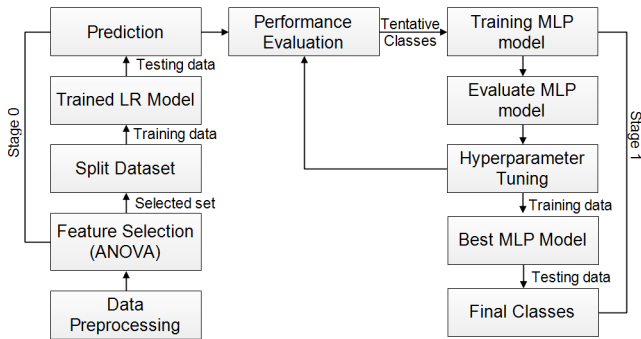 Prediction
Performance
Evaluation
Tentative
Classes
Training MLP
model
Testing data
Trained LR Model
Evaluate MLP
model
Stage 0
Training data
Split Dataset
Hyperparameter
Tuning
Stage 1
Selected set
Training data
Feature Selection
(ANOVA)
Best MLP Model
Testing data
Data
Preprocessing
Final Classes